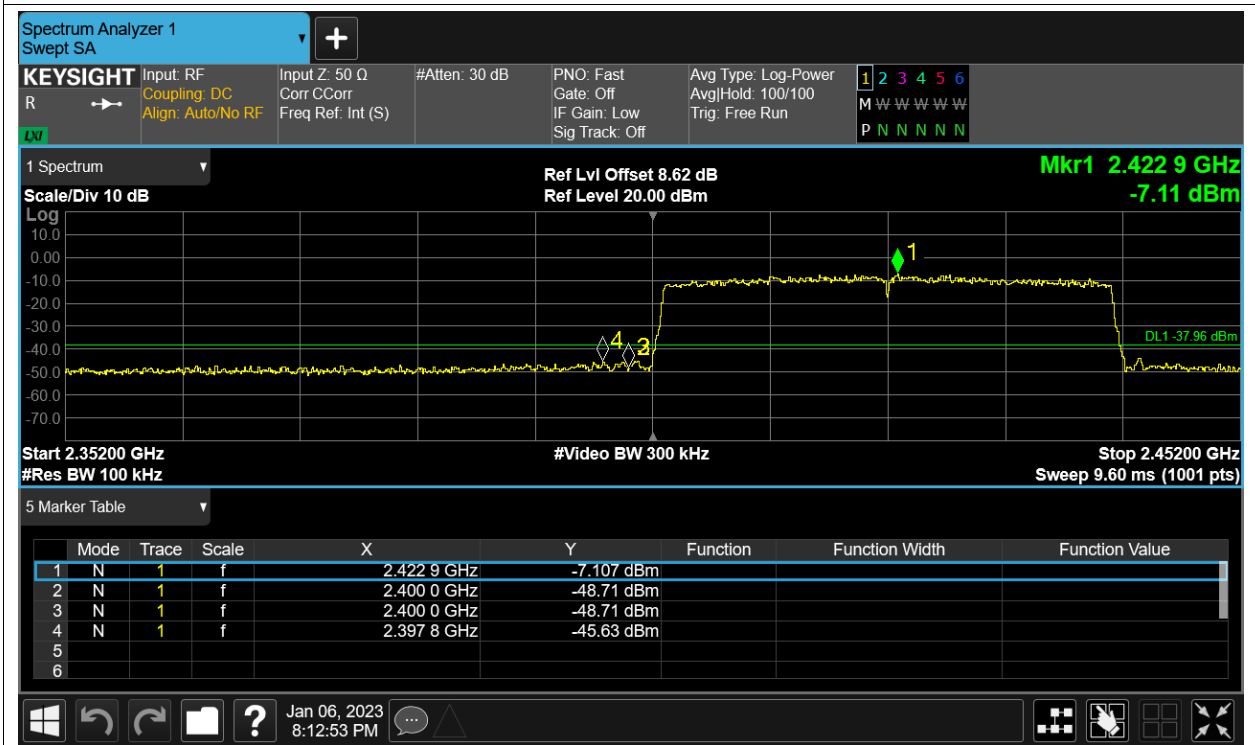 Spectrum Analyzer 1
Swept SA
+
KEYSIGHT Input: RF Input Z: 50 Ω #Atten: 30 dB PNO: Fast Avg Type: Log-Power 1 2 3 4 5 6
R Coupling: DC Corr CCorr Gate: Off Avg|Hold: 100/100 M W W W W W
Align: Auto/No RF Freq Ref: Int (S) IF Gain: Low Trig: Free Run
LXI Sig Track: Off P N N N N N
1 Spectrum Ref Lvl Offset 8.62 dB Mkr1 2.422 9 GHz
Scale/Div 10 dB Ref Level 20.00 dBm -7.11 dBm
Log
10.0
0.00 1
-10.0
-20.0
-30.0
DL1 -37.96 dBm
-40.0 4
-50.0
-60.0
-70.0
Start 2.35200 GHz #Video BW 300 kHz Stop 2.45200 GHz
#Res BW 100 kHz Sweep 9.60 ms (1001 pts)
5 Marker Table
Mode Trace Scale X Y Function Function Width Function Value
1 N 1 f 2.422 9 GHz -7.107 dBm
2 N 1 f 2.400 0 GHz -48.71 dBm
3 N 1 f 2.400 0 GHz -48.71 dBm
4 N 1 f 2.397 8 GHz -45.63 dBm
5
6
? Jan 06, 2023
8:12:53 PM